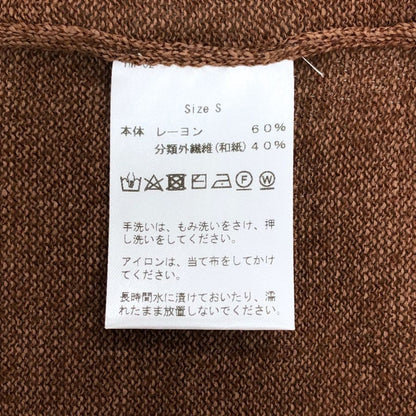 Size S
本体 レーヨン 60%
分類外繊維(和紙)40%
手洗いは、もみ洗いをさけ、押
し洗いをしてください。
アイロンは、当て布をしてかけ
てください。
長時間水に漬けておいたり、濡
れたまま放置しないでください。